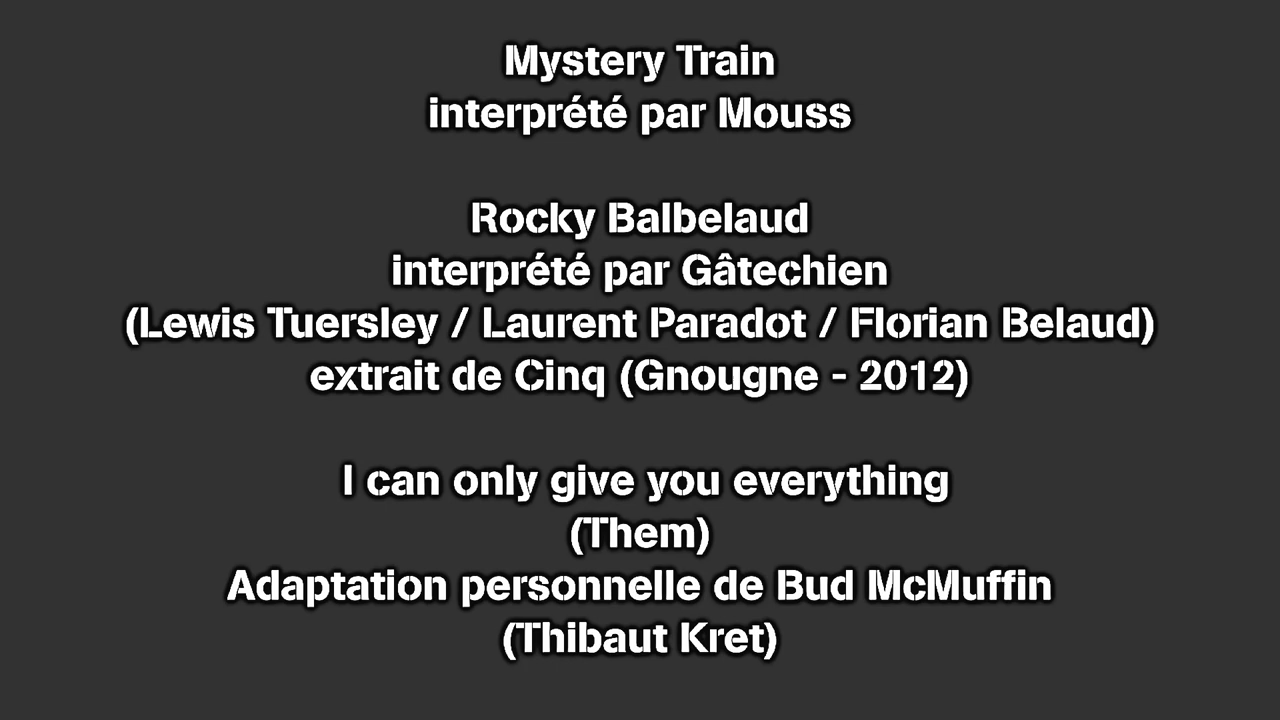 Mystery Train
interprété par Mouss
Rocky Balbelaud
interprété par Gâtechien
(Lewis Tuersley / Laurent Paradot / Florian Belaud)
extrait de Cinq (Gnougne - 2012)
I can only give you everything
(Them)
Adaptation personnelle de Bud McMuffin
(Thibaut Kret)